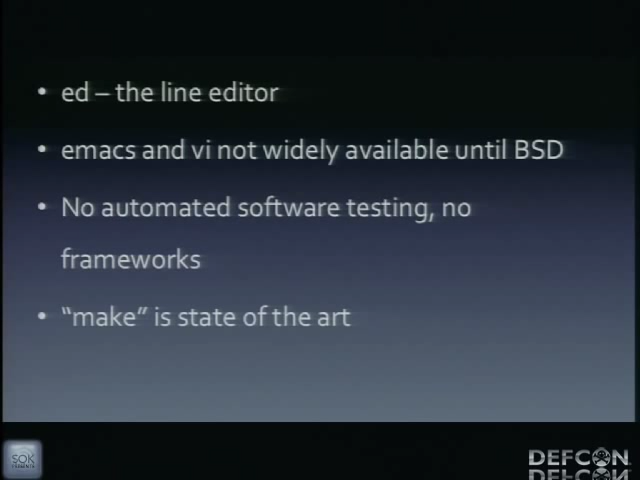 • ed – the line editor
• emacs and vi not widely available until BSD
• No automated software testing, no
frameworks
• “make” is state of the art
SOK
DEFCON